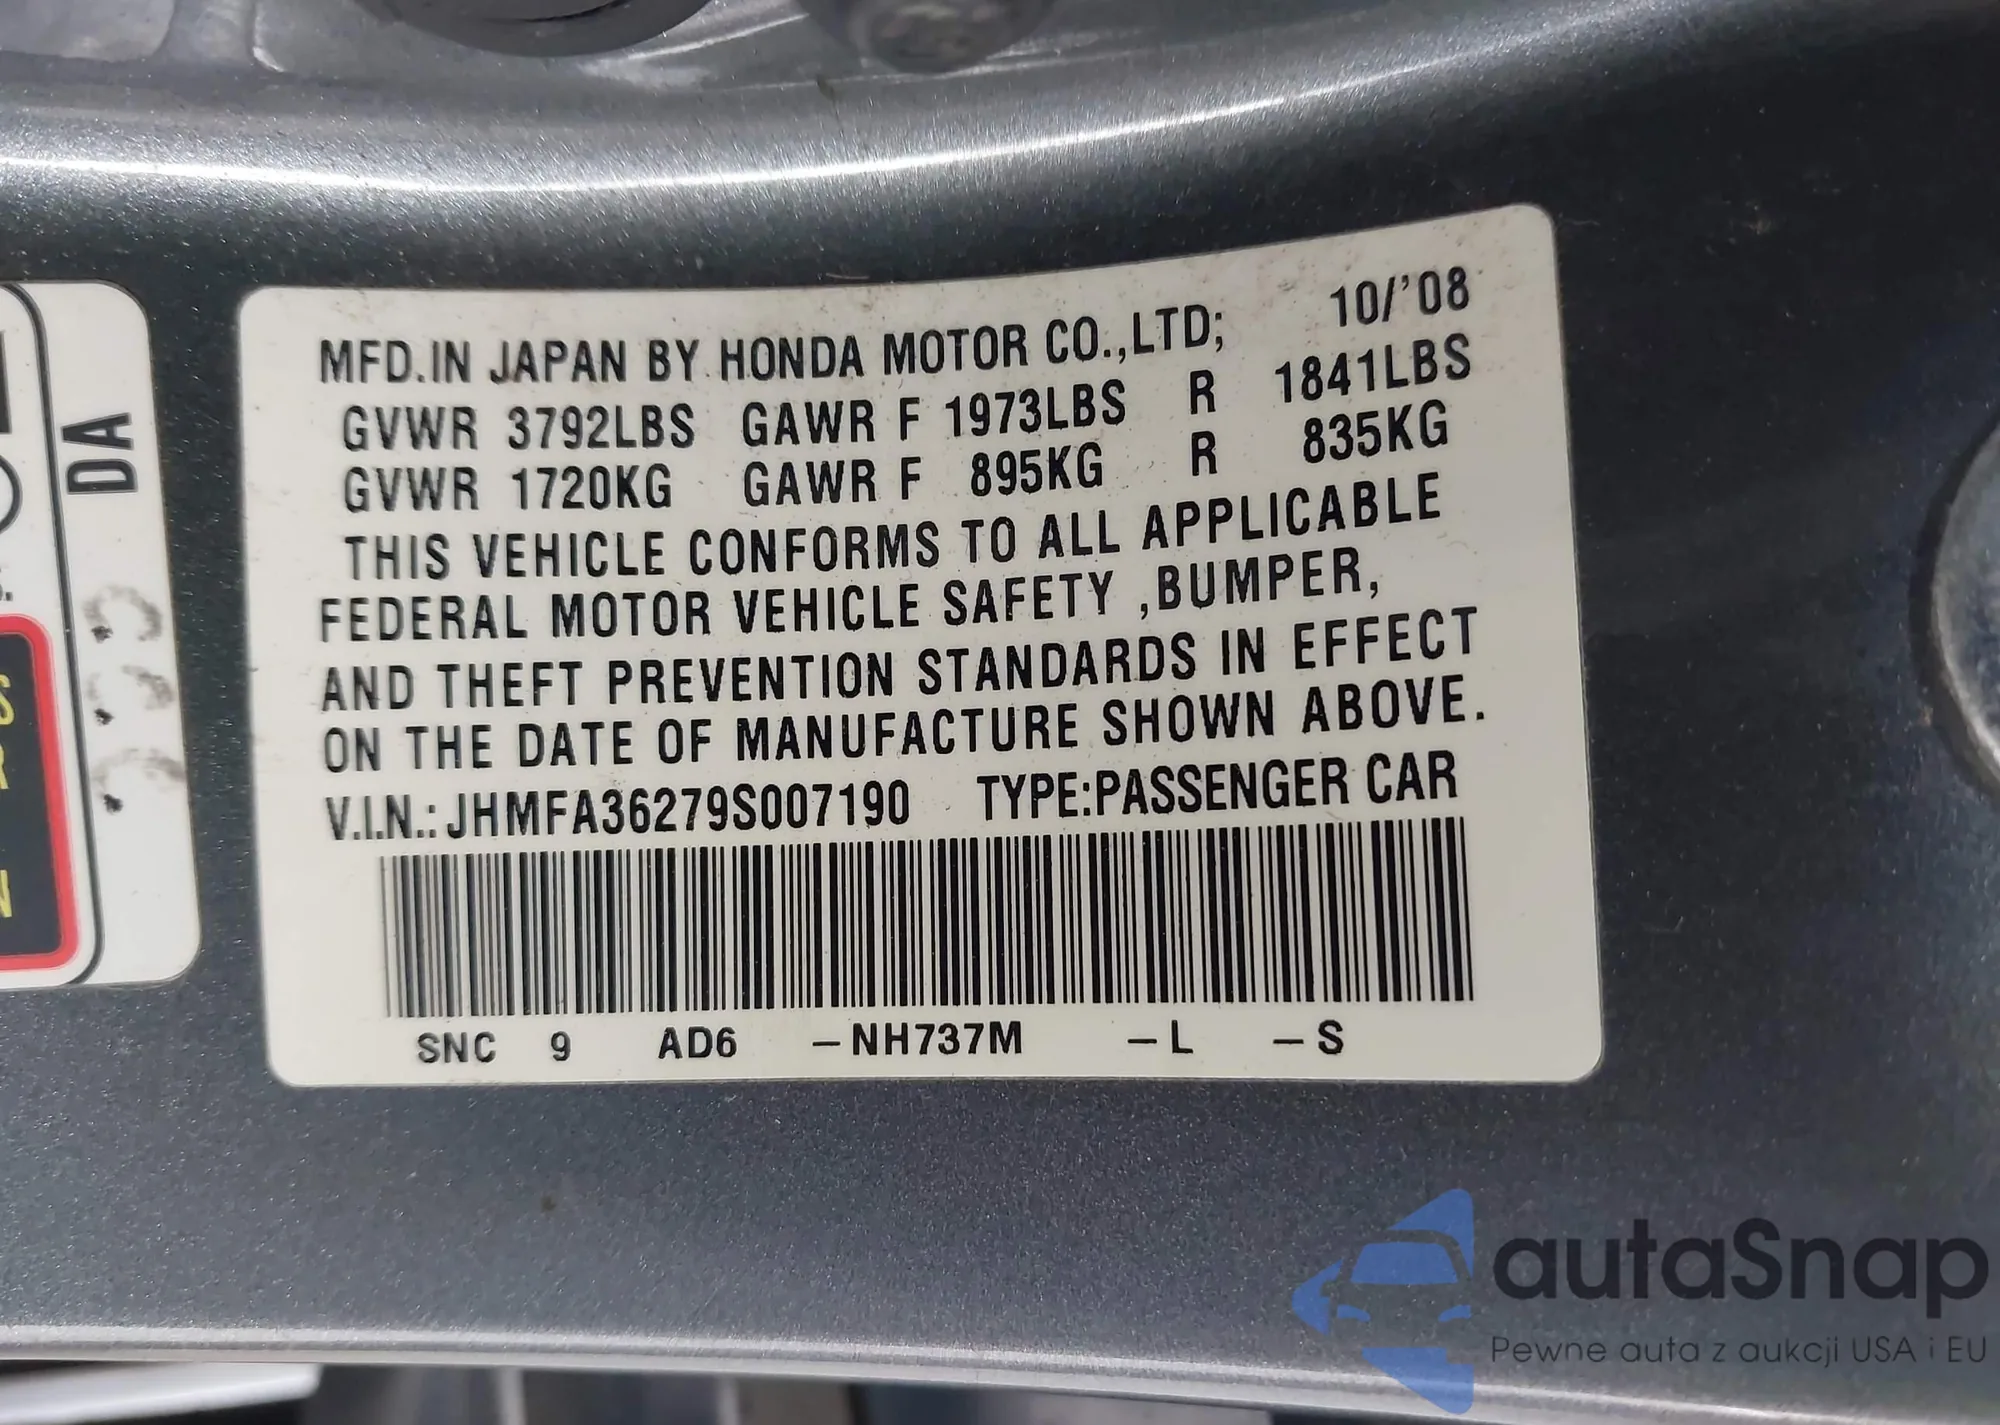 MFD.IN JAPAN BY HONDA MOTOR CO.,LTD; 10/'08
GVWR 3792LBS GAWR F 1973LBS R 1841LBS
GVWR 1720KG GAWR F 895KG R 835KG
THIS VEHICLE CONFORMS TO ALL APPLICABLE
FEDERAL MOTOR VEHICLE SAFETY ,BUMPER,
AND THEFT PREVENTION STANDARDS IN EFFECT
ON THE DATE OF MANUFACTURE SHOWN ABOVE.
V.I.N.: JHMFA36279S007190 TYPE:PASSENGER CAR
SNC 9 AD6 –NH737M –L –S
DA
autaSnap
Pewne auta z aukcji USA i EU